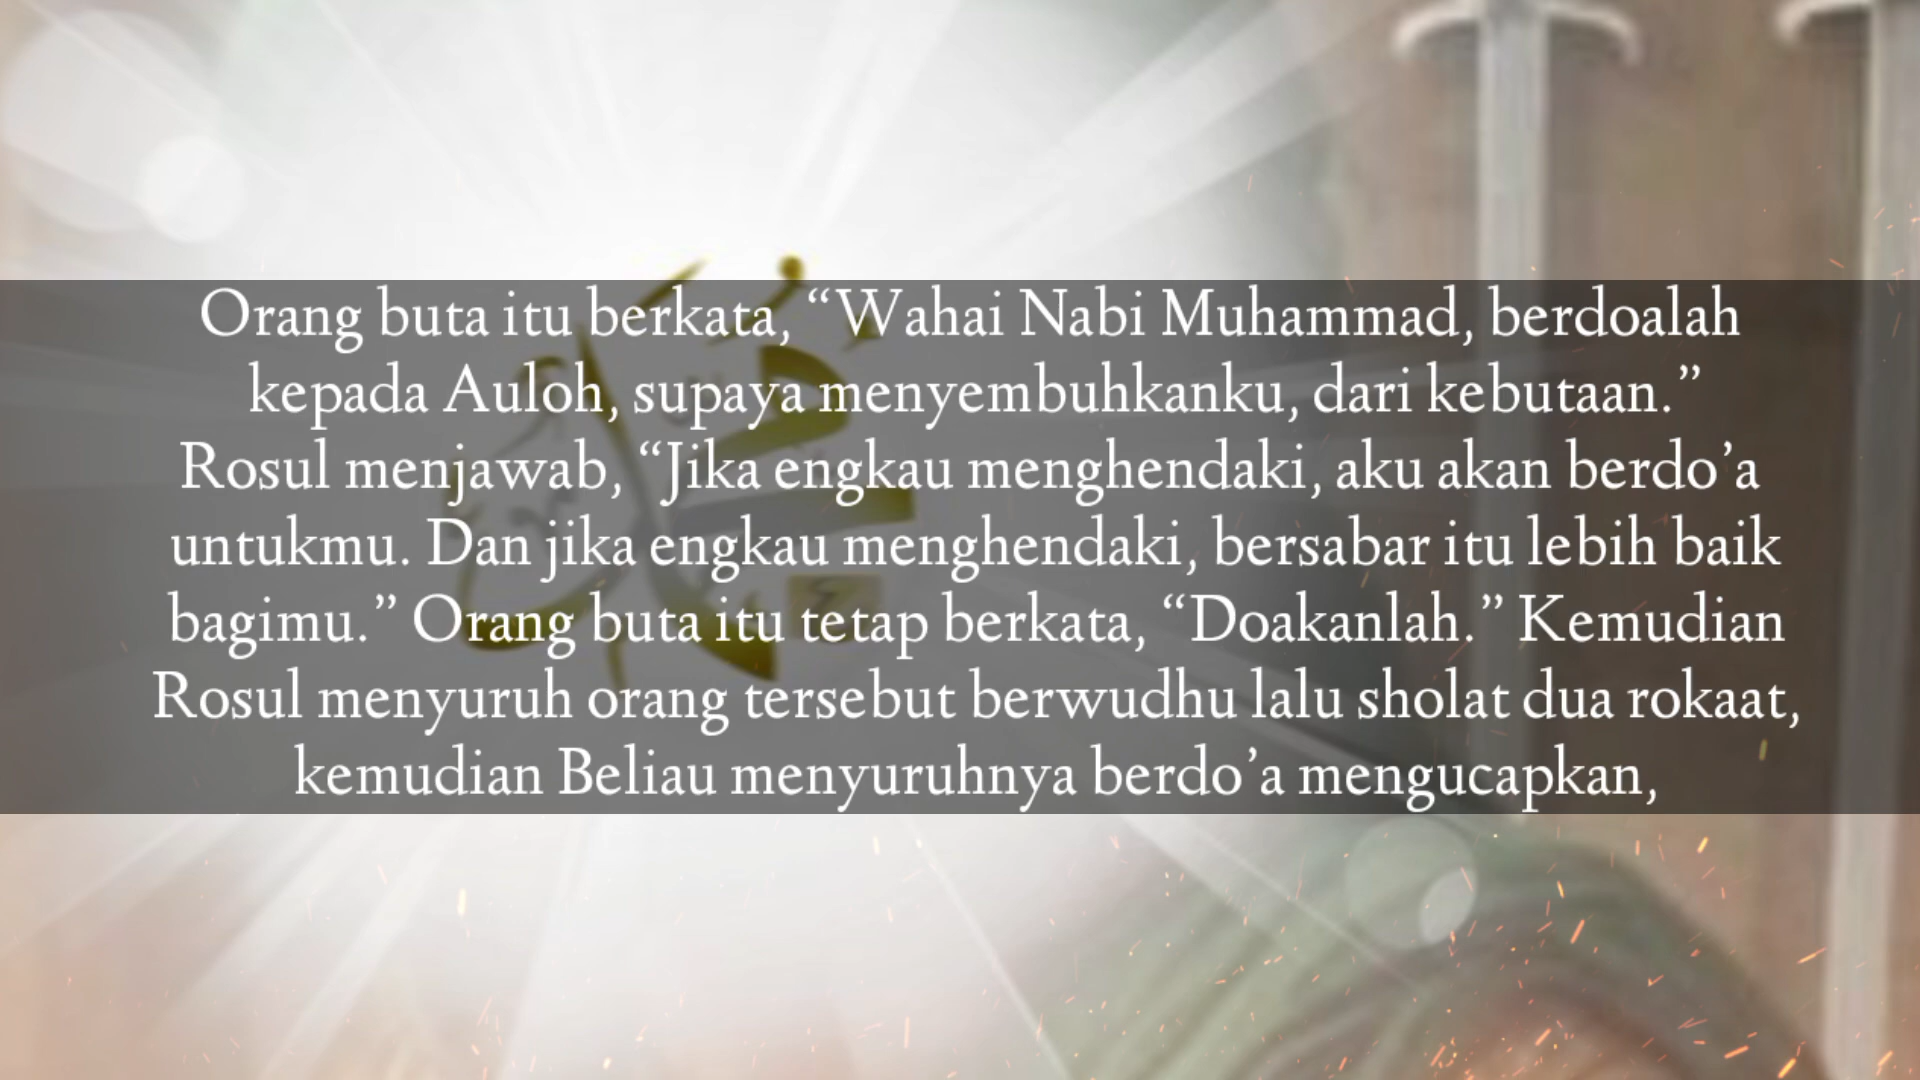 Orang buta itu berkata, “Wahai Nabi Muhammad, berdoalah
kepada Auloh, supaya menyembuhkanku, dari kebutaan.”
Rosul menjawab, “Jika engkau menghendaki, aku akan berdo’a
untukmu. Dan jika engkau menghendaki, bersabar itu lebih baik
bagimu.” Orang buta itu tetap berkata, “Doakanlah.” Kemudian
Rosul menyuruh orang tersebut berwudhu lalu sholat dua rokaat,
kemudian Beliau menyuruhnya berdo’a mengucapkan,